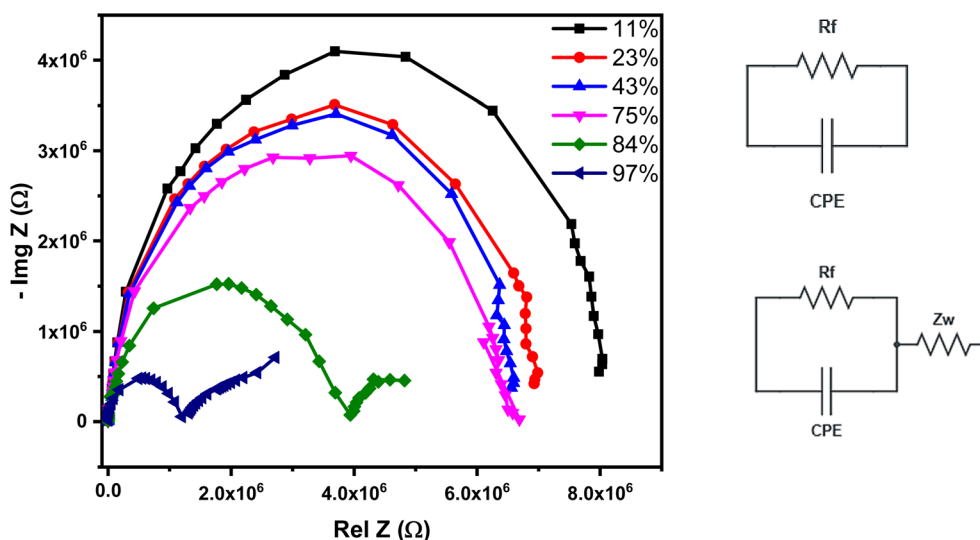 11%
23%
43%
75%
84%
97%
4x10⁶
3x10⁶
2x10⁶
1x10⁶
0
- Img Z (Ω)
0.0
2.0x10⁶
4.0x10⁶
6.0x10⁶
8.0x10⁶
Rel Z (Ω)
Rf
CPE
Rf
Zw
CPE